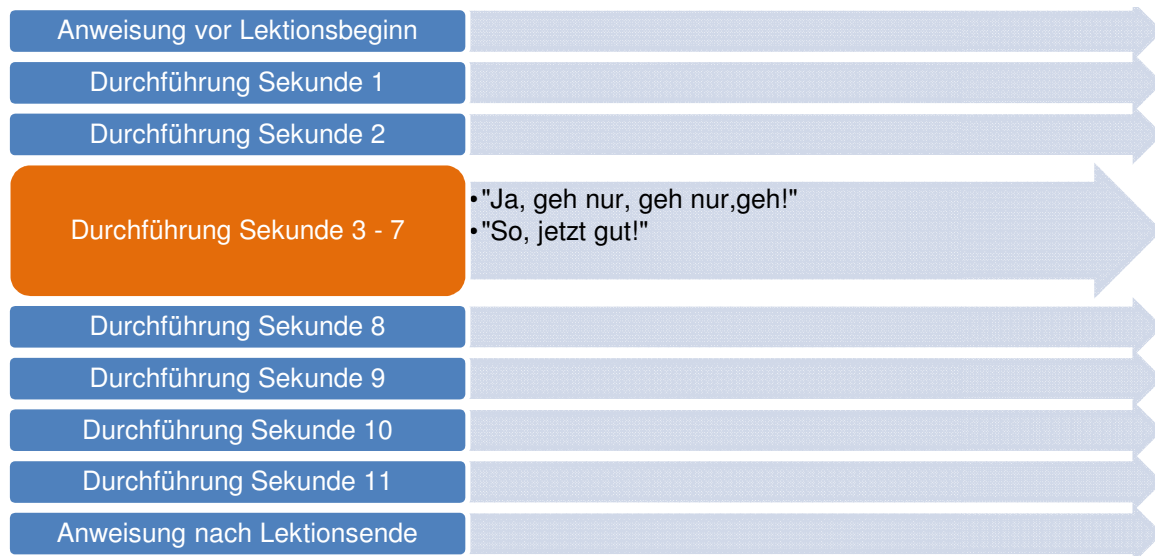 Anweisung vor Lektionsbeginn
Durchführung Sekunde 1
Durchführung Sekunde 2
Durchführung Sekunde 3 - 7
•"Ja, geh nur, geh nur,geh!"
•"So, jetzt gut!"
Durchführung Sekunde 8
Durchführung Sekunde 9
Durchführung Sekunde 10
Durchführung Sekunde 11
Anweisung nach Lektionsende